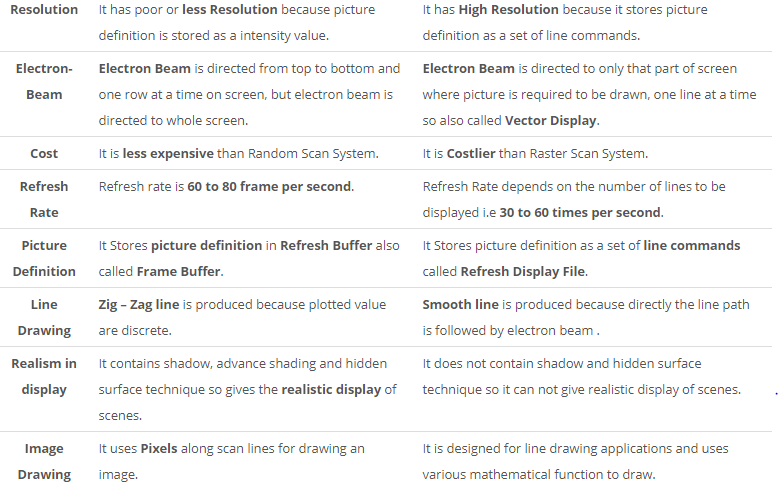 Resolution It has poor or less Resolution because picture It has High Resolution because it stores picture
definition is stored as a intensity value. definition as a set of line commands.
Electron- Electron Beam is directed from top to bottom and Electron Beam is directed to only that part of screen
Beam one row at a time on screen, but electron beam is where picture is required to be drawn, one line at a time
directed to whole screen. so also called Vector Display.
Cost It is less expensive than Random Scan System. It is Costlier than Raster Scan System.
Refresh Refresh rate is 60 to 80 frame per second. Refresh Rate depends on the number of lines to be
Rate displayed i.e 30 to 60 times per second.
Picture It Stores picture definition in Refresh Buffer also It Stores picture definition as a set of line commands
Definition called Frame Buffer. called Refresh Display File.
Line Zig – Zag line is produced because plotted value Smooth line is produced because directly the line path
Drawing are discrete. is followed by electron beam .
Realism in It contains shadow, advance shading and hidden It does not contain shadow and hidden surface
display surface technique so gives the realistic display of technique so it can not give realistic display of scenes.
scenes.
Image It uses Pixels along scan lines for drawing an It is designed for line drawing applications and uses
Drawing image. various mathematical function to draw.